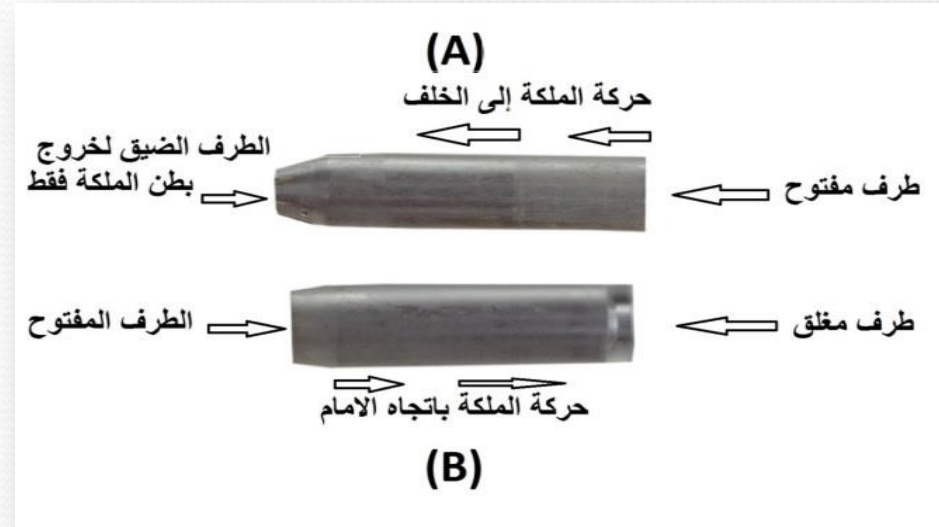 (A)
حركة الملكة إلى الخلف
الطرف الضيق لخروج
بطن الملكة فقط
طرف مفتوح
الطرف المفتوح
طرف مغلق
حركة الملكة باتجاه الامام
(B)